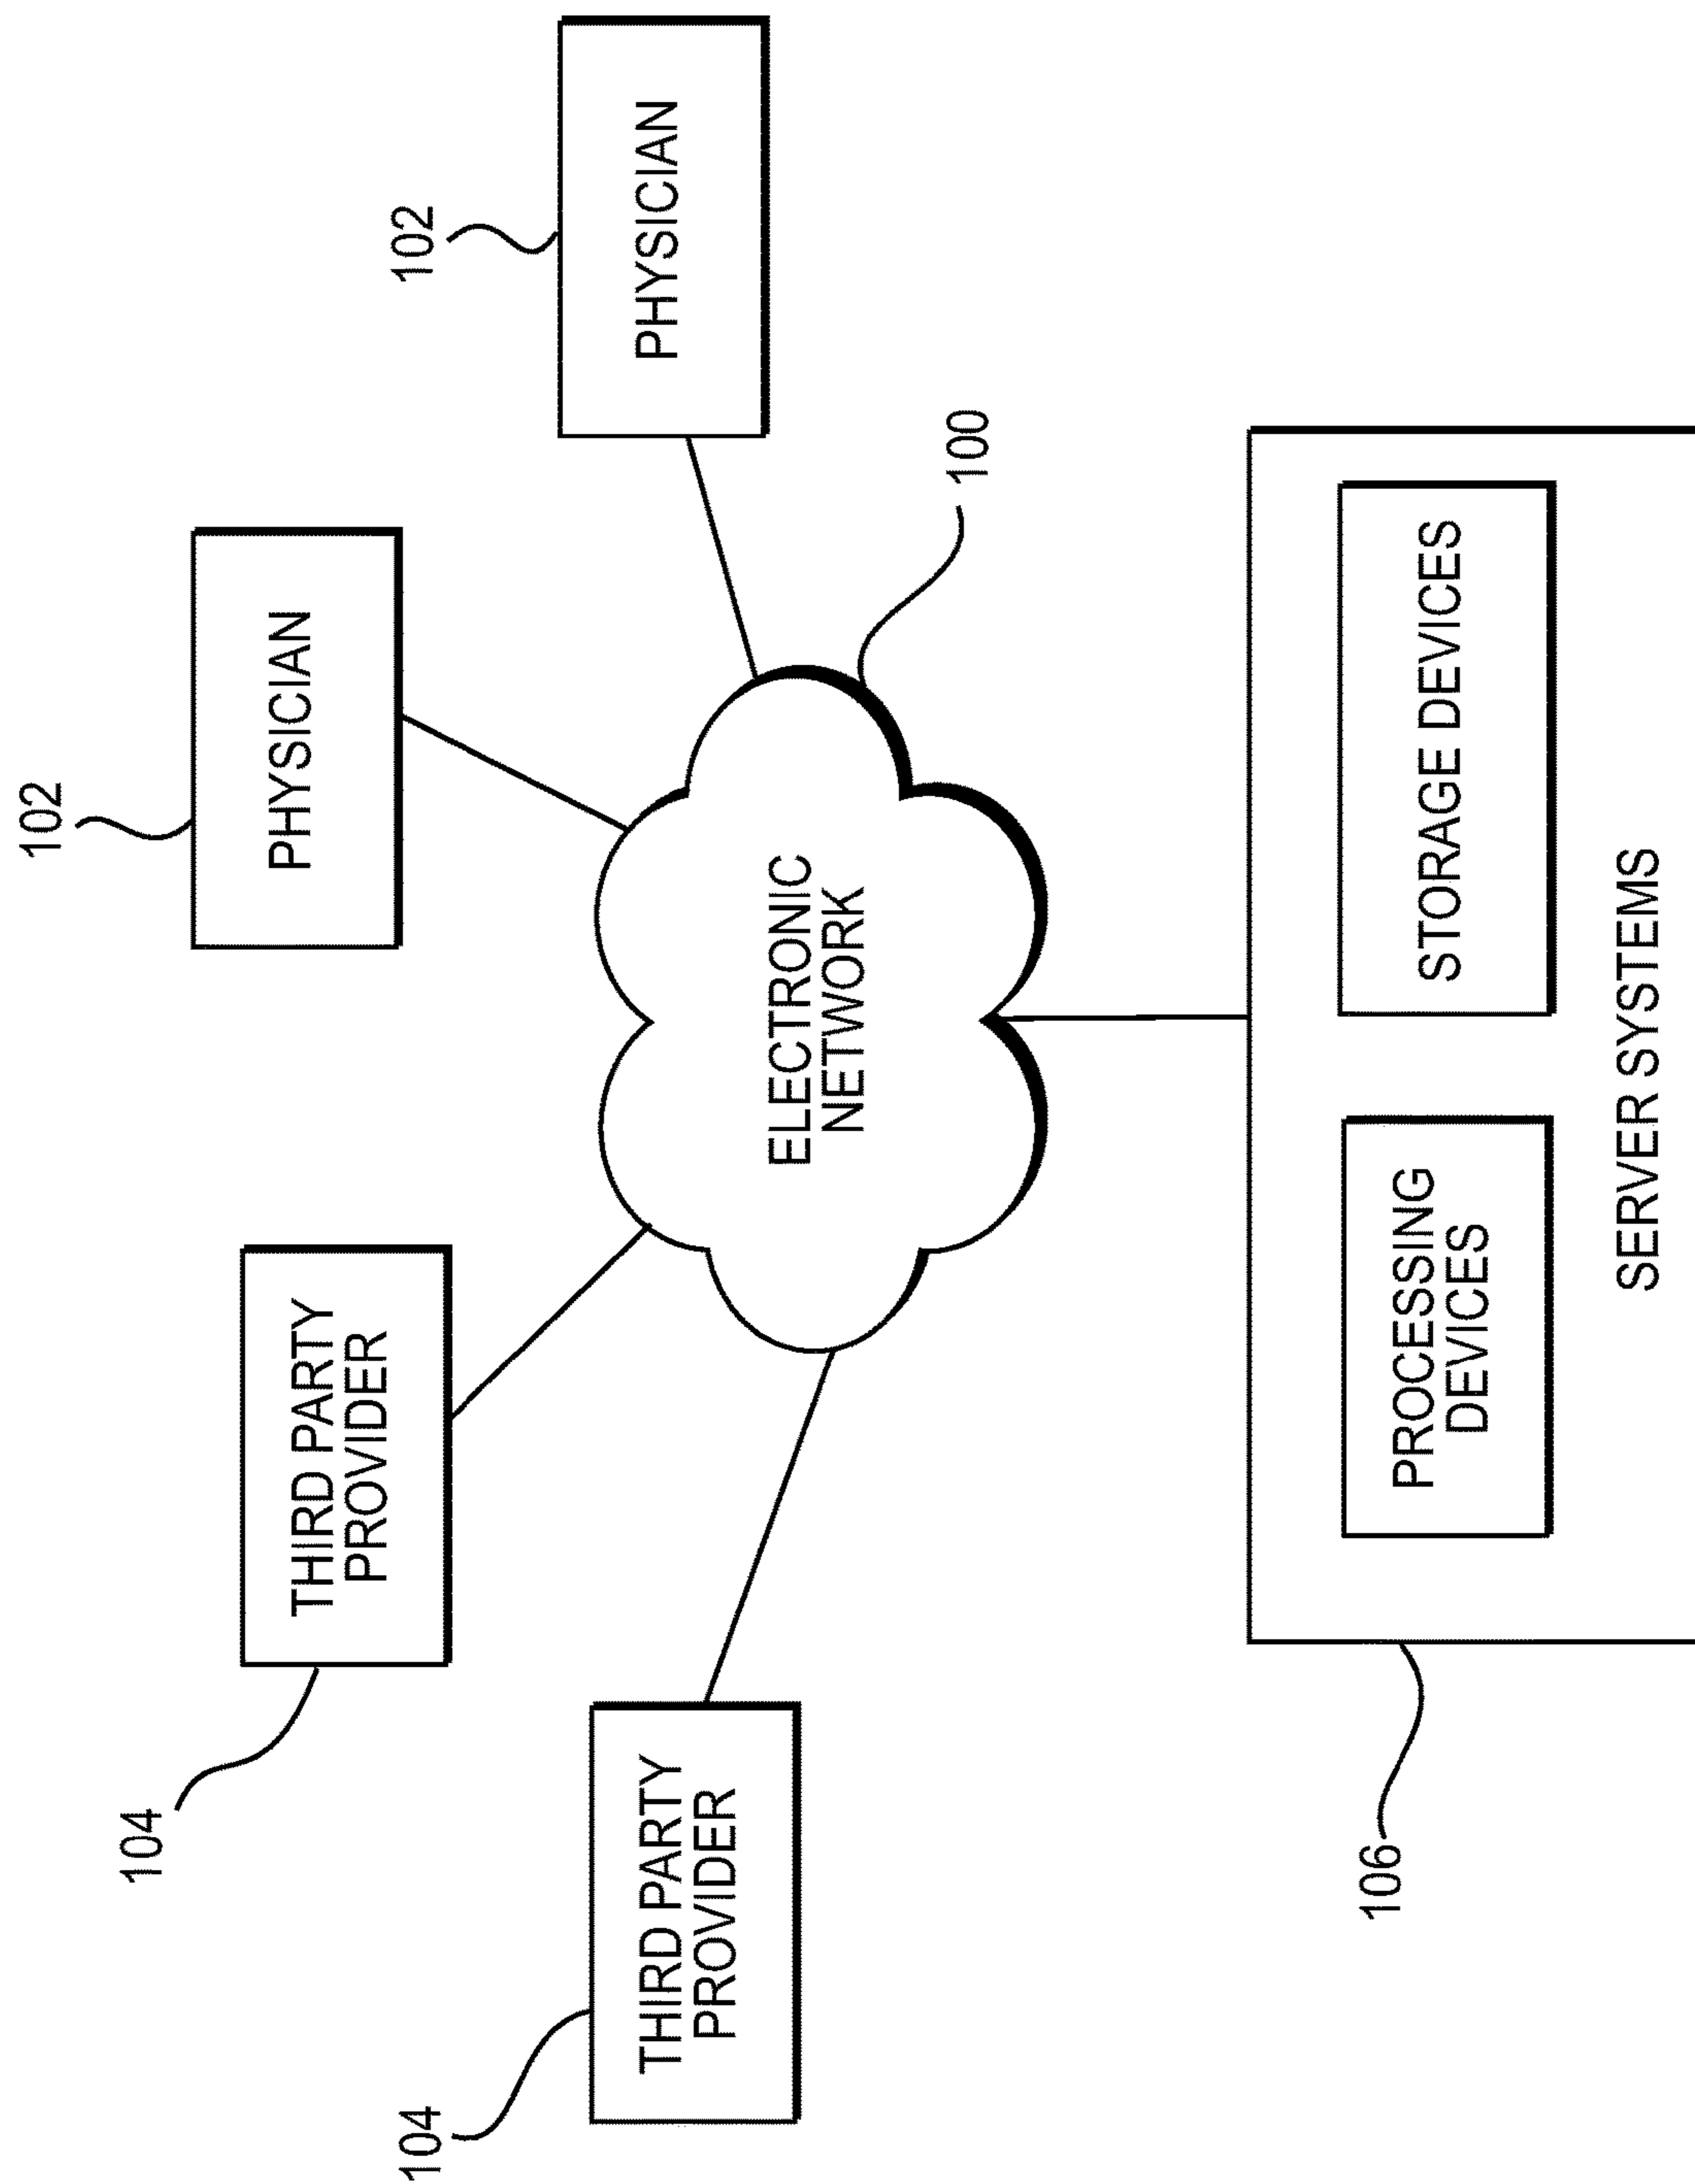 102
104
PHYSICIAN
THIRD PARTY
PROVIDER
104
102
THIRD PARTY
PROVIDER
PHYSICIAN
ELECTRONIC
NETWORK
100
106
PROCESSING
DEVICES
STORAGE DEVICES
SERVER SYSTEMS